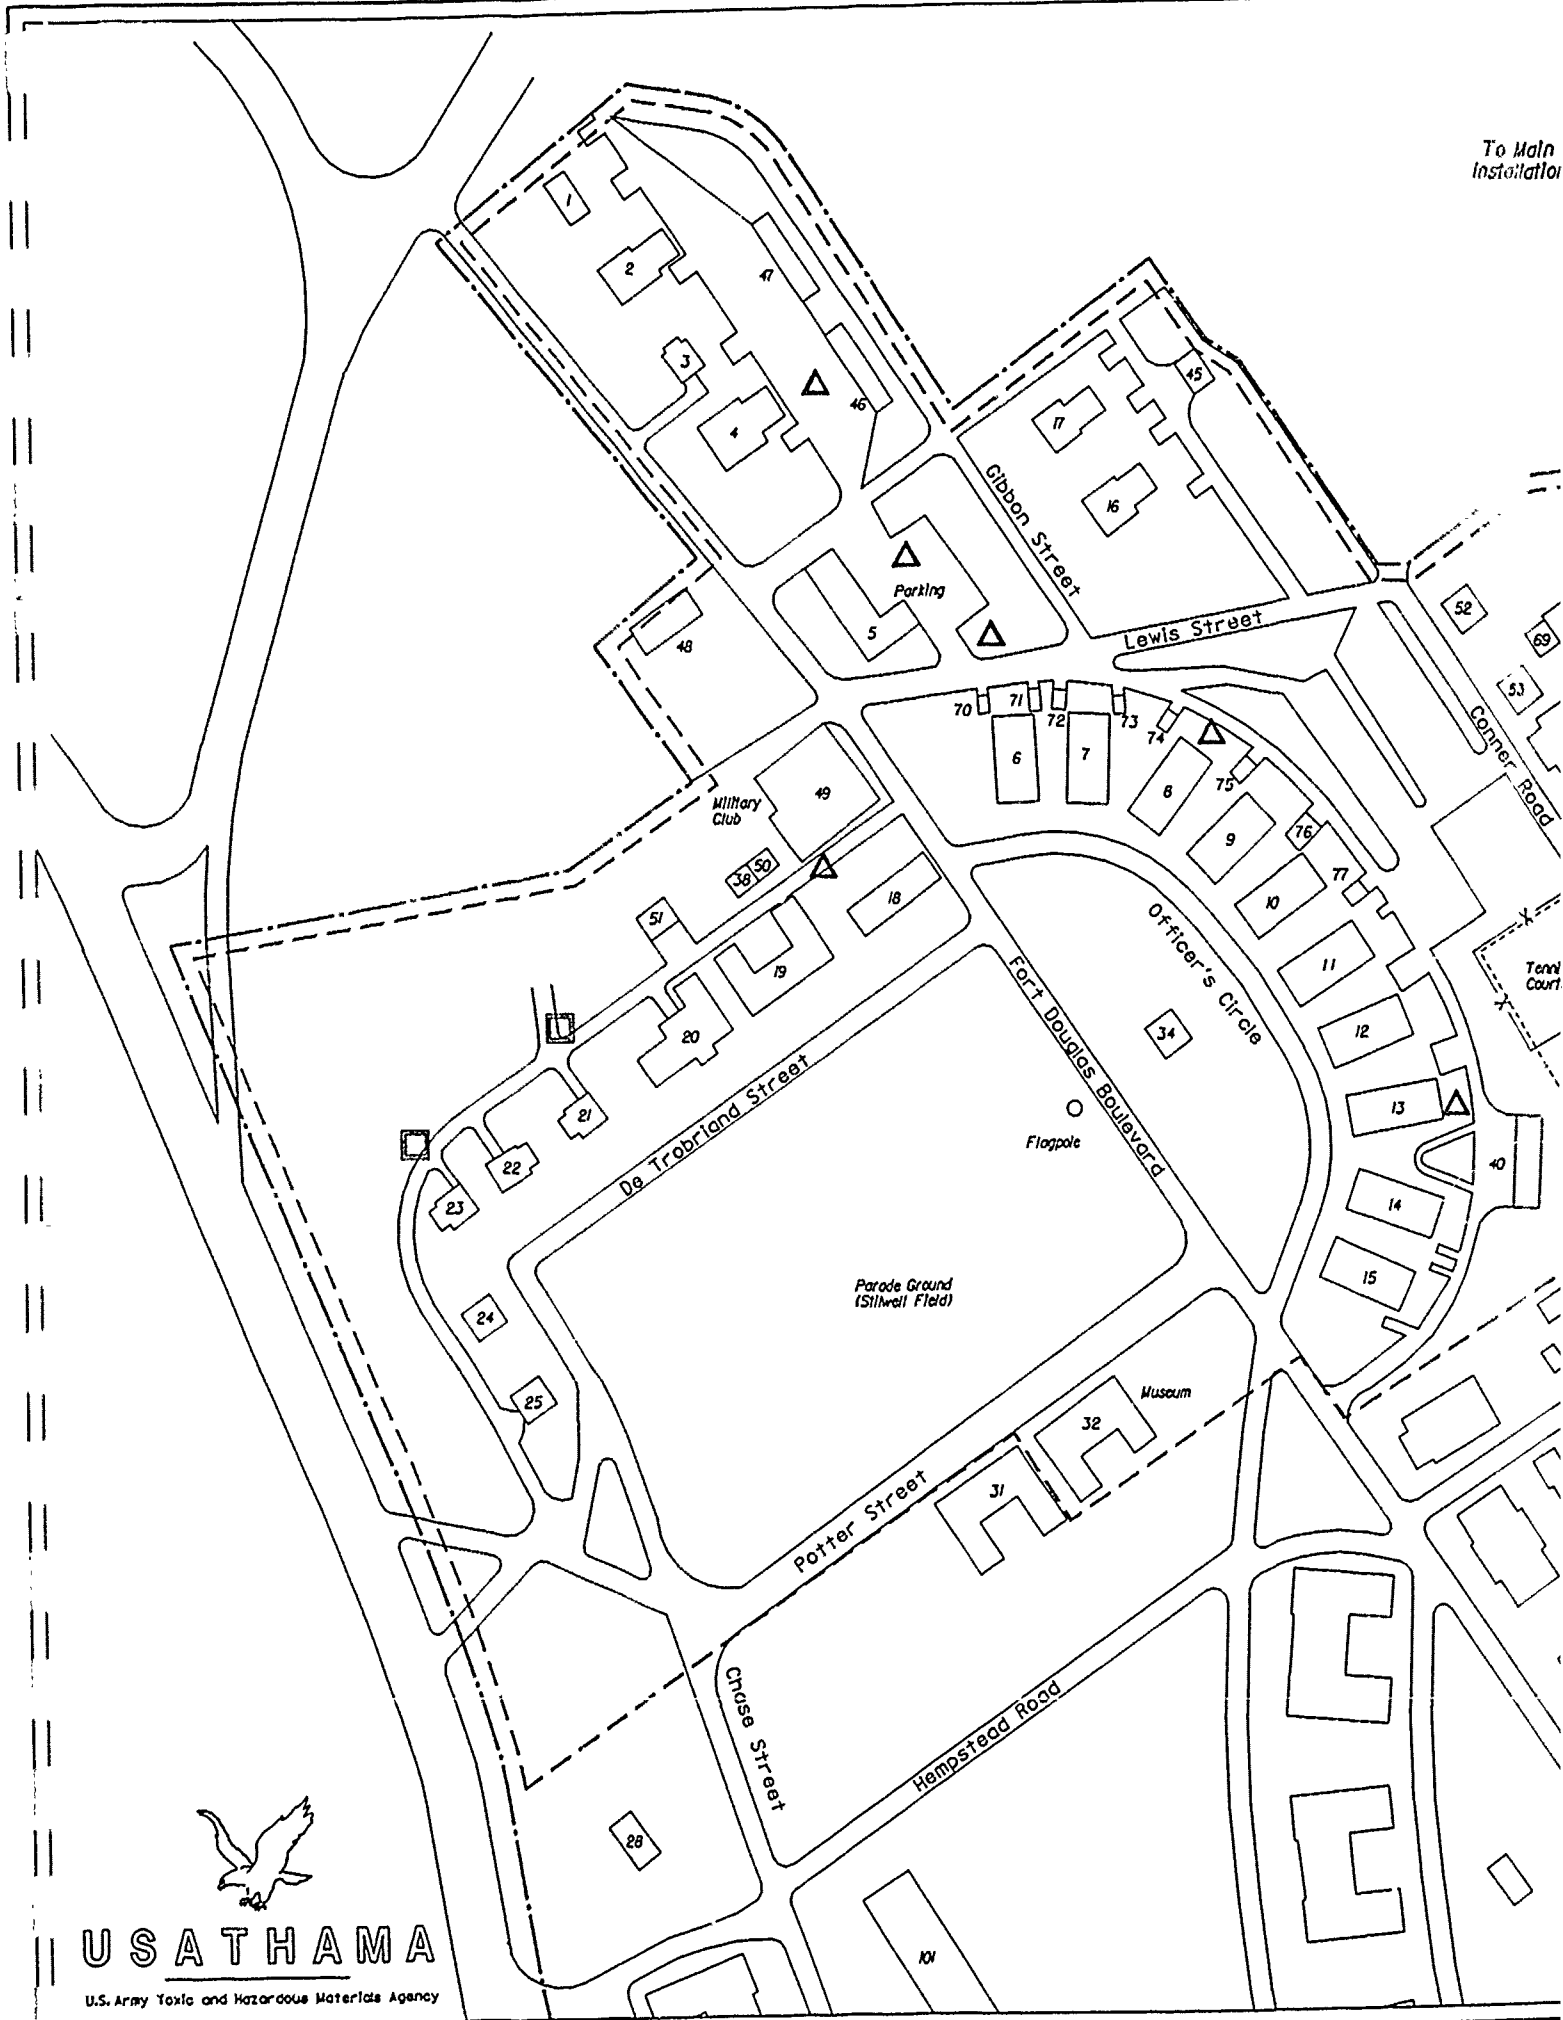 To Main
Installation
1
2
47
3
45
46
17
4
Gibbon Street
16
Parking
52
5
Lewis Street
69
48
53
70
71
72
73
74
Conner Road
6
7
8
75
49
Military
Club
9
76
38
50
77
18
10
51
Officer's Circle
19
11
Fort Douglas Boulevard
Tenni
Court
20
34
12
De Trobriand Street
21
13
Flagpole
22
40
23
14
15
Parade Ground
(Stilwell Field)
24
25
Museum
32
31
Potter Street
Chase Street
Hempstead Road
28
101
USATHAMA
U.S. Army Toxic and Hazardous Materials Agency